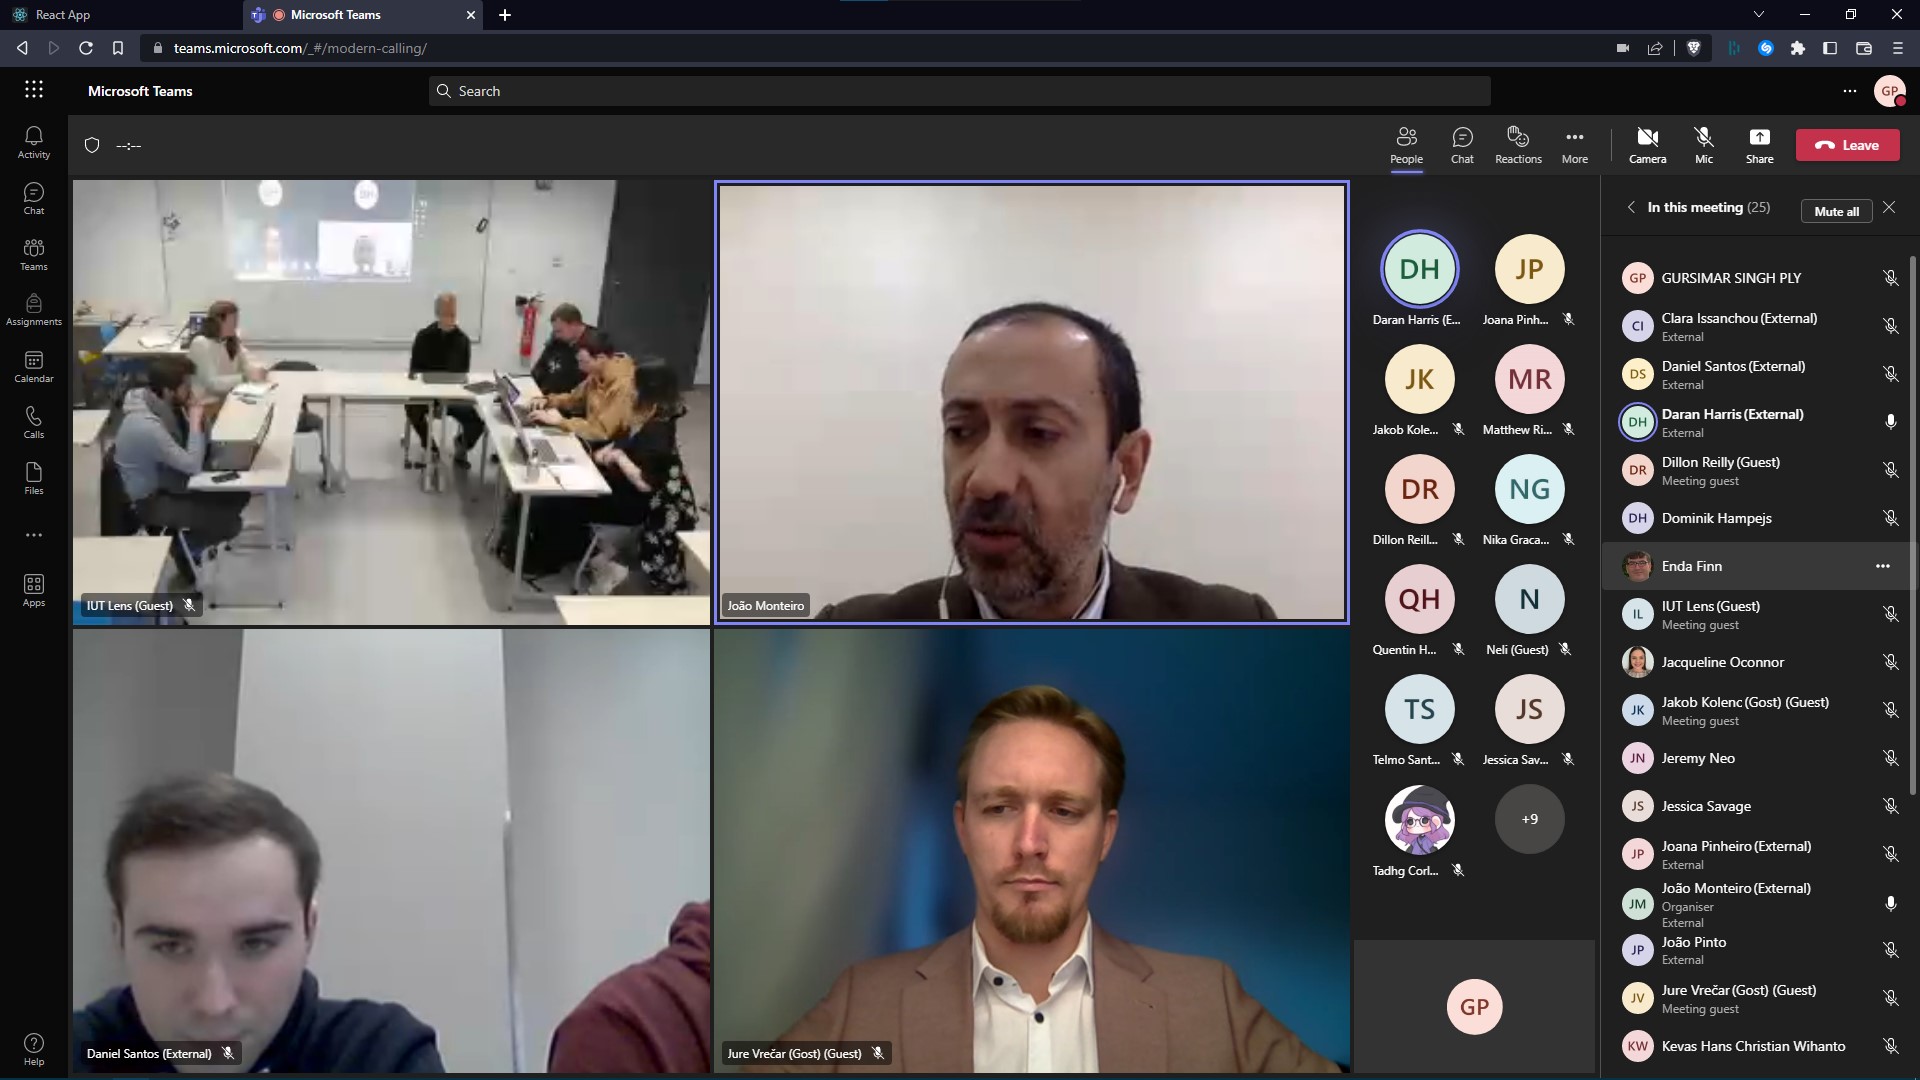 React App
Microsoft Teams
teams.microsoft.com/_#/modern-calling/
Microsoft Teams
Search
GP
Activity
Chat
Teams
Assignments
Calendar
Calls
Files
Apps
Help
--:--
People
Chat
Reactions
More
Camera
Mic
Share
Leave
IUT Lens (Guest)
João Monteiro
Daniel Santos (External)
Jure Vrečar (Gost) (Guest)
DH
JP
Daran Harris (E...
Joana Pinh...
JK
MR
Jakob Kole...
Matthew Ri...
DR
NG
Dillon Reill...
Nika Graca...
QH
N
Quentin H...
Neli (Guest)
TS
JS
Telmo Sant...
Jessica Sav...
+9
Tadhg Corl...
GP
In this meeting (25)
Mute all
GP GURSIMAR SINGH PLY
CI Clara Issanchou (External)
External
DS Daniel Santos (External)
External
DH Daran Harris (External)
External
DR Dillon Reilly (Guest)
Meeting guest
DH Dominik Hampejs
Enda Finn
IL IUT Lens (Guest)
Meeting guest
Jacqueline Oconnor
JK Jakob Kolenc (Gost) (Guest)
Meeting guest
JN Jeremy Neo
JS Jessica Savage
JP Joana Pinheiro (External)
External
JM João Monteiro (External)
Organiser
External
JP João Pinto
External
JV Jure Vrečar (Gost) (Guest)
Meeting guest
KW Kevas Hans Christian Wihanto